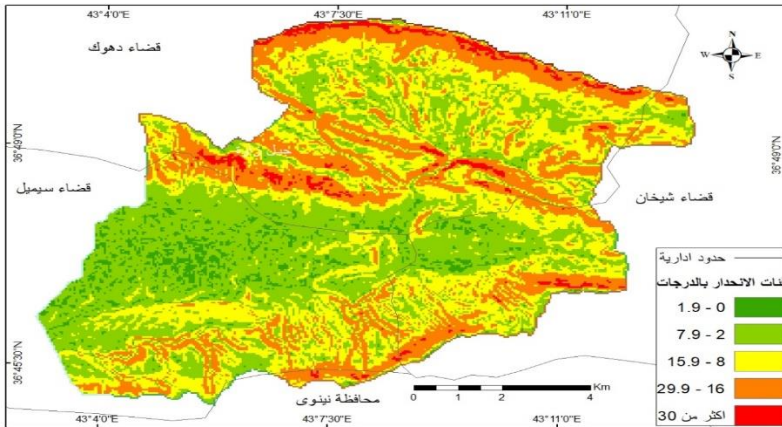 43°4'0"E
43°7'30"E
43°11'0"E
قضاء دهوك
N
W
E
S
36°49'0"N
36°49'0"N
قضاء سيميل
قضاء شيخان
حدود ادارية
ئات الانحدار بالدرجات
1.9 - 0
7.9 - 2
15.9 - 8
29.9 - 16
اكثر من 30
36°45'30"N
Km
0
1
2
4
محافظة نينوى
43°4'0"E
43°7'30"E
43°11'0"E